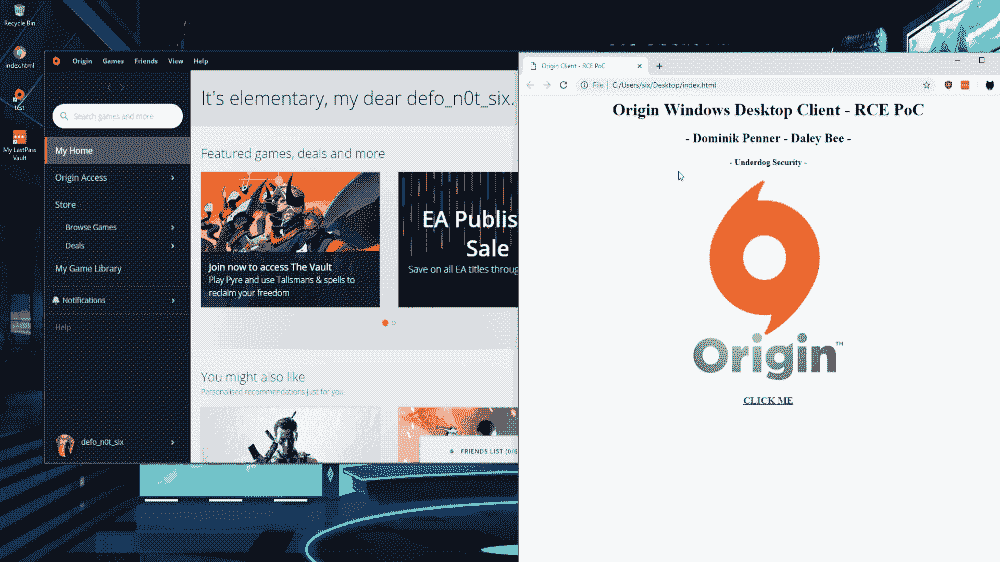 Recycle Bin
index.html
test
My LastPass
Vault
Origin Games Friends View Help
Search games and more
My Home
Origin Access
Store
Browse Games
Deals
My Game Library
Notifications
Help
defo_n0t_six
It's elementary, my dear defo_n0t_six.
Featured games, deals and more
Join now to access The Vault
Play Pyre and use Talismans & spells to
reclaim your freedom
EA Publis
Sale
Save on all EA titles throug
You might also like
Personalised recommendations just for you
FRIENDS LIST (0/6
Origin Client - RCE PoC
File C:/Users/six/Desktop/index.html
Origin Windows Desktop Client - RCE PoC
- Dominik Penner - Daley Bee -
- Underdog Security -
Origin™
CLICK ME